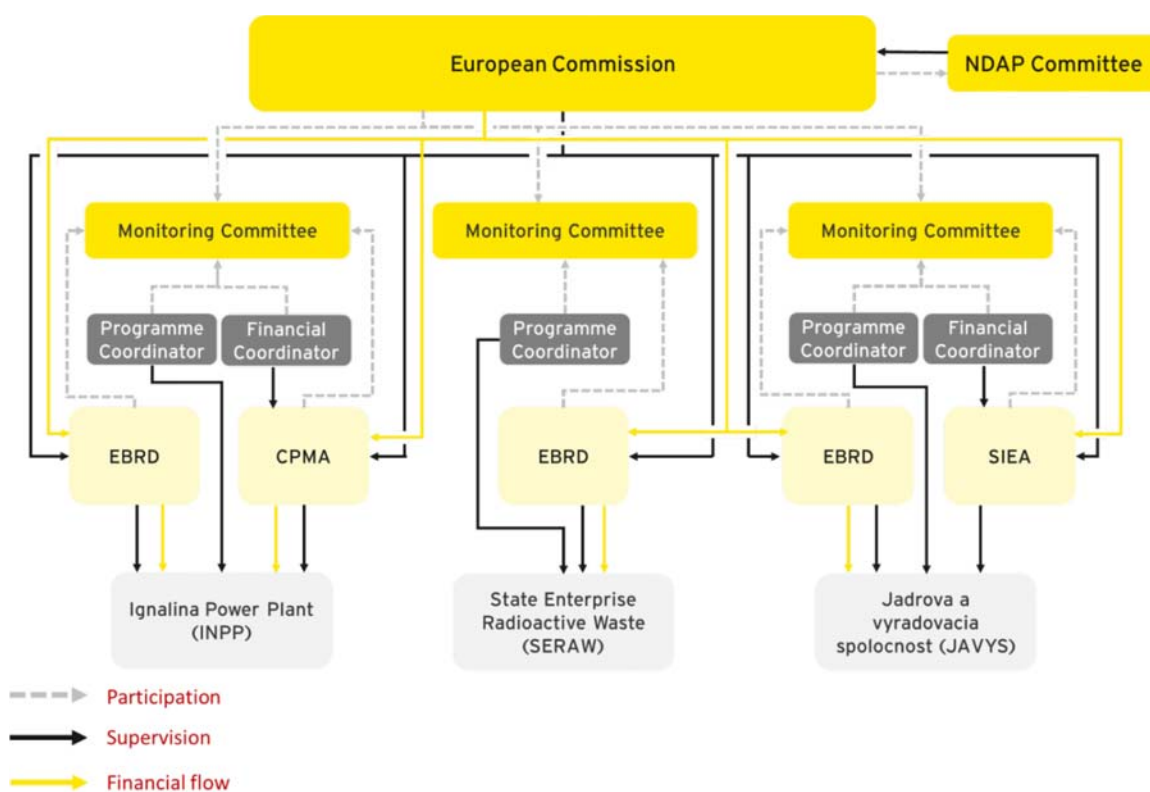 European Commission
NDAP Committee
Monitoring Committee
Monitoring Committee
Monitoring Committee
Programme
Coordinator
Financial
Coordinator
Programme
Coordinator
Programme
Coordinator
Financial
Coordinator
EBRD
CPMA
EBRD
EBRD
SIEA
Ignalina Power Plant
(INPP)
State Enterprise
Radioactive Waste
(SERAW)
Jadrova a
vyradovacia
spolocnost (JAVYS)
Participation
Supervision
Financial flow